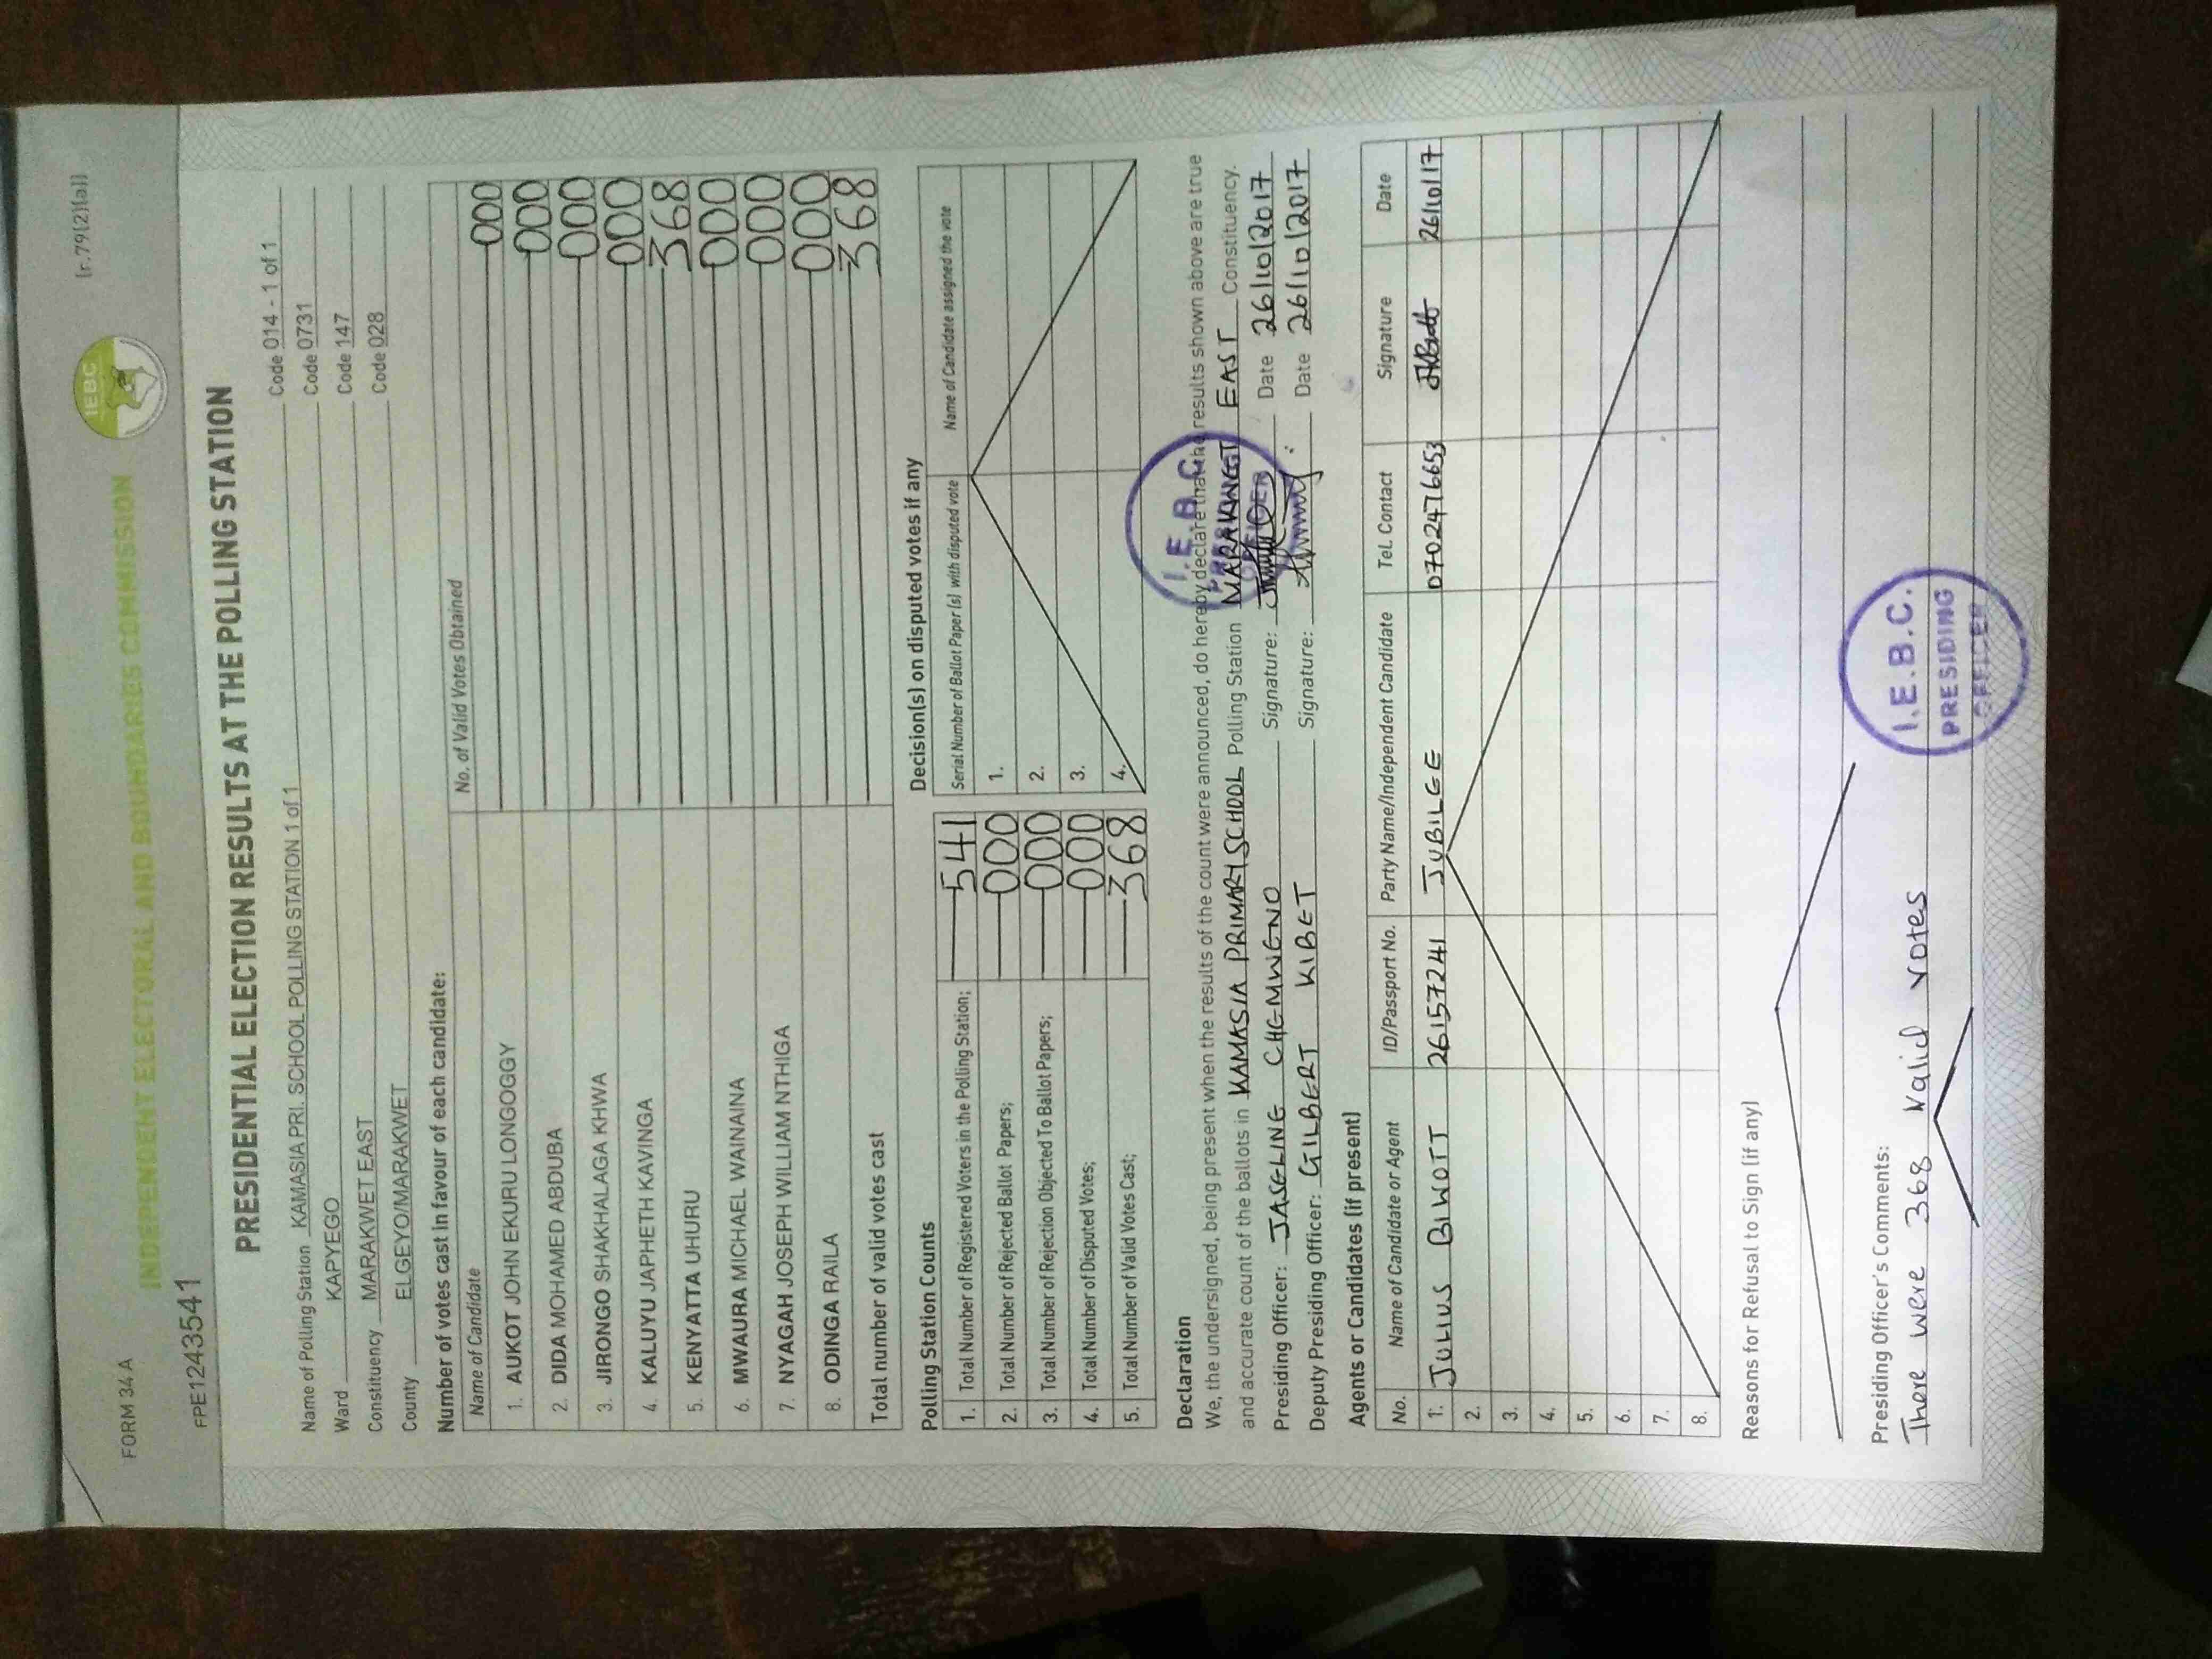 FORM 34 A
[r.79(2)(a)]
IEBC
INDEPENDENT ELECTORAL AND BOUNDARIES COMMISSION
FPE1243541
PRESIDENTIAL ELECTION RESULTS AT THE POLLING STATION
Name of Polling Station KAMASIA PRI. SCHOOL POLLING STATION 1 of 1 Code 014 - 1 of 1
Ward KAPYEGO Code 0731
Constituency MARAKWET EAST Code 147
County ELGEYO/MARAKWET Code 028
Number of votes cast in favour of each candidate:
Name of Candidate No. of Valid Votes Obtained
1. AUKOT JOHN EKURU LONGOGGY 000
2. DIDA MOHAMED ABDUBA 000
3. JIRONGO SHAKHALAGA KHWA 000
4. KALUYU JAPHETH KAVINGA 000
5. KENYATTA UHURU 368
6. MWAURA MICHAEL WAINAINA 000
7. NYAGAH JOSEPH WILLIAM NTHIGA 000
8. ODINGA RAILA 000
Total number of valid votes cast 368
Polling Station Counts
1. Total Number of Registered Voters in the Polling Station; 541
2. Total Number of Rejected Ballot Papers; 000
3. Total Number of Rejection Objected To Ballot Papers; 000
4. Total Number of Disputed Votes; 000
5. Total Number of Valid Votes Cast; 368
Decision(s) on disputed votes if any
Serial Number of Ballot Paper (s) with disputed vote Name of Candidate assigned the vote
1.
2.
3.
4.
Declaration
We, the undersigned, being present when the results of the count were announced, do hereby declare that the results shown above are true
and accurate count of the ballots in KAMASIA PRIMARY SCHOOL Polling Station MARAKWET EAST Constituency.
Presiding Officer: JASELINE CHEMWENO Signature: Date 26/10/2017
Deputy Presiding Officer: GILBERT KIBET Signature: Date 26/10/2017
I.E.B.C.
PRESIDING
OFFICER
Agents or Candidates (if present)
No. Name of Candidate or Agent ID/Passport No. Party Name/Independent Candidate Tel. Contact Signature Date
1. JULIUS BIWOTT 26157241 JUBILEE 0702476653 26/10/17
2.
3.
4.
5.
6.
7.
8.
Reasons for Refusal to Sign (if any)
Presiding Officer's Comments:
There were 368 valid votes
I.E.B.C.
PRESIDING
OFFICER